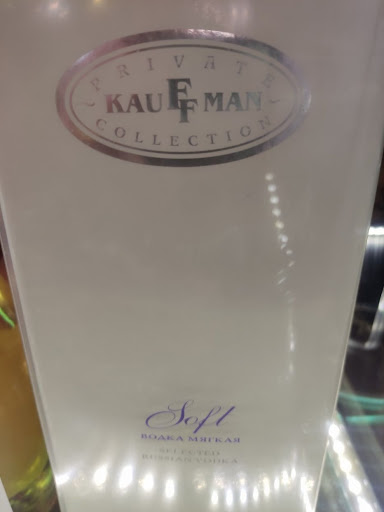 PRIVATE
KAUFFMAN
COLLECTION
Soft
ВОДКА МЯГКАЯ
SELECTED
RUSSIAN VODKA